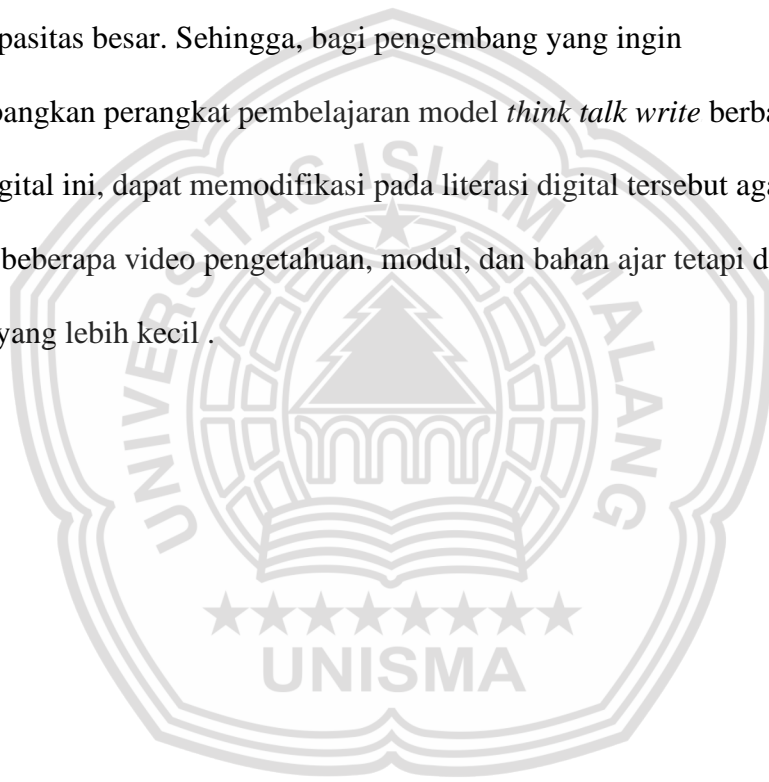 pasitas besar. Sehingga, bagi pengembang yang ingin
bangkan perangkat pembelajaran model think talk write berba
gital ini, dapat memodifikasi pada literasi digital tersebut aga
beberapa video pengetahuan, modul, dan bahan ajar tetapi d
yang lebih kecil .
UNIVERSITAS ISLAM MALANG
UNISMA